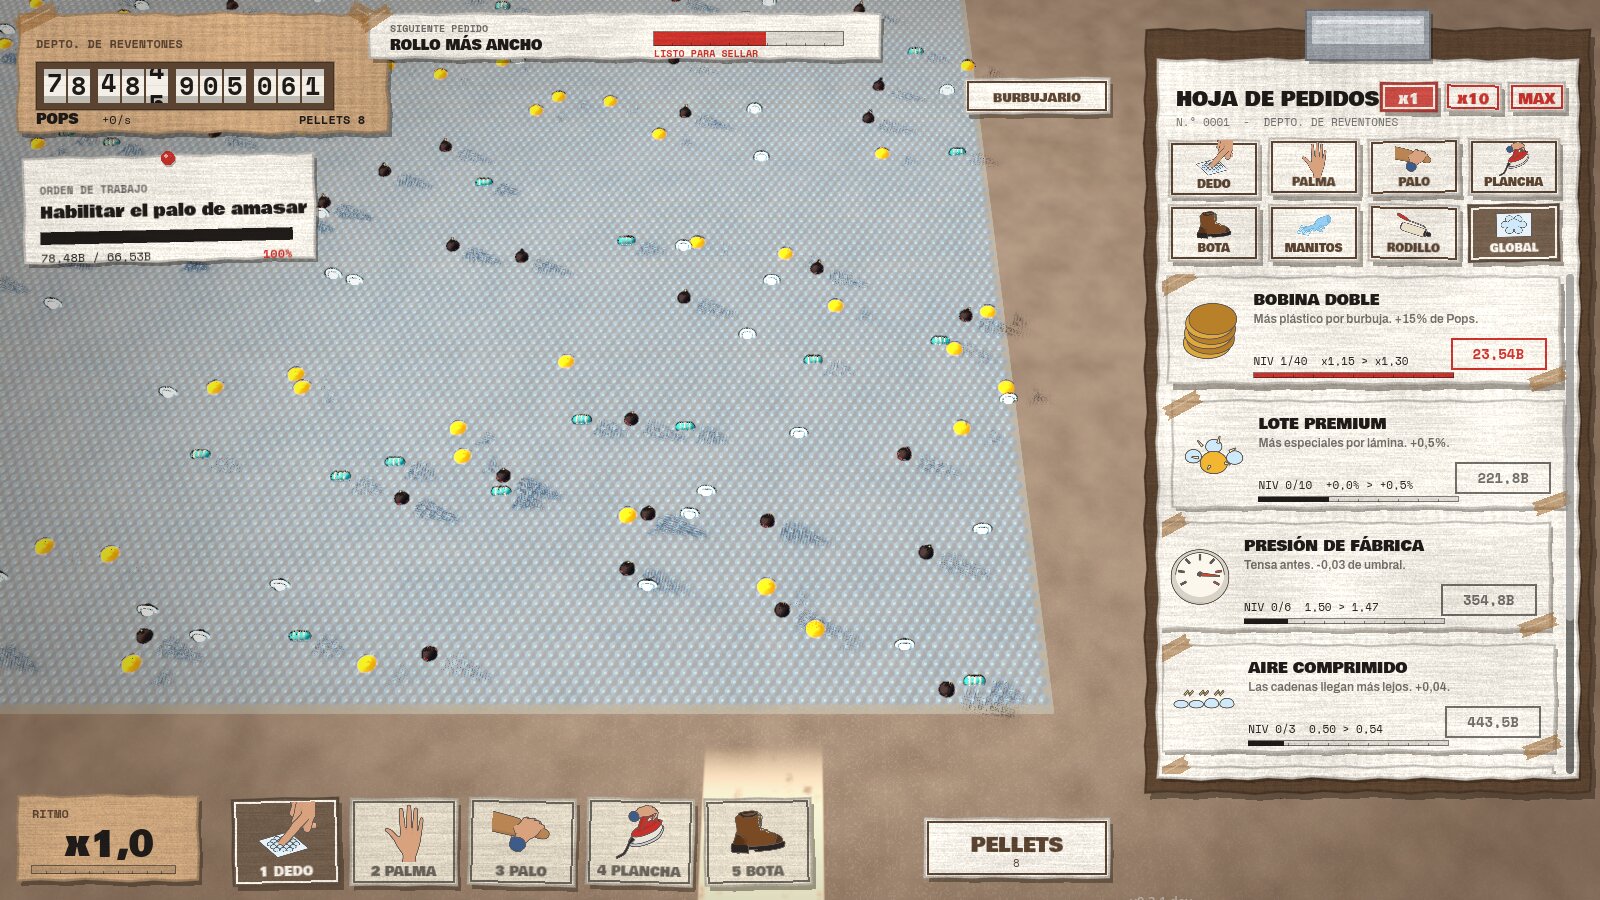 DEPTO. DE REVENTONES
POPS +0/s PELLETS 8
SIGUIENTE PEDIDO
ROLLO MÁS ANCHO
LISTO PARA SELLAR
BURBUJARIO
ORDEN DE TRABAJO
Habilitar el palo de amasar
78,48B / 66,53B 100%
HOJA DE PEDIDOS x1 x10 MAX
N.° 0001 - DEPTO. DE REVENTONES
DEDO PALMA PALO PLANCHA
BOTA MANITOS RODILLO GLOBAL
BOBINA DOBLE
Más plástico por burbuja. +15% de Pops.
NIV 1/40 x1,15 > x1,30 23,54B
LOTE PREMIUM
Más especiales por lámina. +0,5%.
NIV 0/10 +0,0% > +0,5% 221,8B
PRESIÓN DE FÁBRICA
Tensa antes. -0,03 de umbral.
NIV 0/6 1,50 > 1,47 354,8B
AIRE COMPRIMIDO
Las cadenas llegan más lejos. +0,04.
NIV 0/3 0,50 > 0,54 443,5B
RITMO
x1,0
1 DEDO 2 PALMA 3 PALO 4 PLANCHA 5 BOTA
PELLETS
8